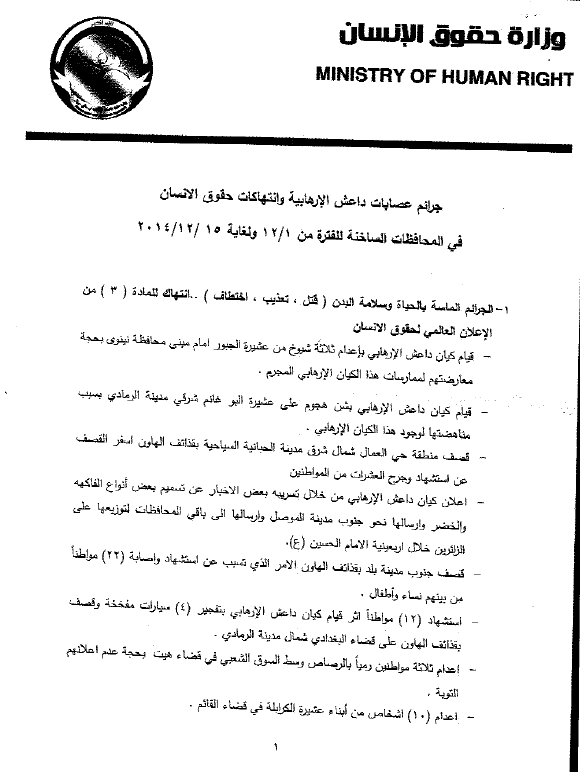 وزارة حقوق الإنسان
MINISTRY OF HUMAN RIGHT
جرائم عصابات داعش الإرهابية وانتهاكات حقوق الانسان
في المحافظات الساخنة للفترة من ١٢/١ ولغاية ٢٠١٤/١٢/١٥
١- الجرائم الماسة بالحياة وسلامة البدن ( قتل ، تعذيب ، اختطاف ) ..انتهاك للمادة ( ٣ ) من
الإعلان العالمي لحقوق الانسان
- قيام كيان داعش الإرهابي بإعدام ثلاثة شيوخ من عشيرة الجبور امام مبنى محافظة نينوى بحجة
معارضتهم لممارسات هذا الكيان الإرهابي المجرم .
- قيام كيان داعش الإرهابي بشن هجوم على عشيرة البو غانم شرقي مدينة الرمادي بسبب
مناهضتها لوجود هذا الكيان الإرهابي .
- قصف منطقة حي العمال شمال شرق مدينة الحبانية السياحية بقذائف الهاون اسفر القصف
عن استشهاد وجرح العشرات من المواطنين
- اعلان كيان داعش الإرهابي من خلال تسريبه بعض الاخبار عن تسميم بعض أنواع الفاكهه
والخضر وارسالها نحو جنوب مدينة الموصل وارسالها الى باقي المحافظات لتوزيعها على
الزائرين خلال اربعينية الامام الحسين (ع).
- قصف جنوب مدينة بلد بقذائف الهاون الامر الذي تسبب عن استشهاد واصابة (٢٢) مواطناً
من بينهم نساء وأطفال .
- استشهاد (١٢) مواطناً اثر قيام كيان داعش الإرهابي بتفجير (٤) سيارات مفخخة وقصف
بقذائف الهاون على قضاء البغدادي شمال مدينة الرمادي .
- اعدام ثلاثة مواطنين رمياً بالرصاص وسط السوق الشعبي في قضاء هيت بحجة عدم اعلانهم
التوبة .
- اعدام (١٠) اشخاص من أبناء عشيرة الكرابلة في قضاء القائم .
١